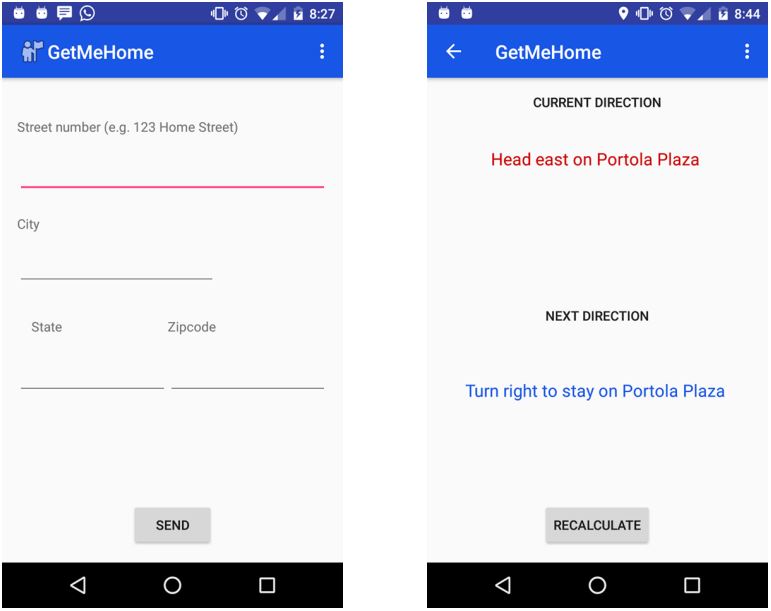 8:27
GetMeHome
Street number (e.g. 123 Home Street)
City
State Zipcode
SEND
8:44
GetMeHome
CURRENT DIRECTION
Head east on Portola Plaza
NEXT DIRECTION
Turn right to stay on Portola Plaza
RECALCULATE